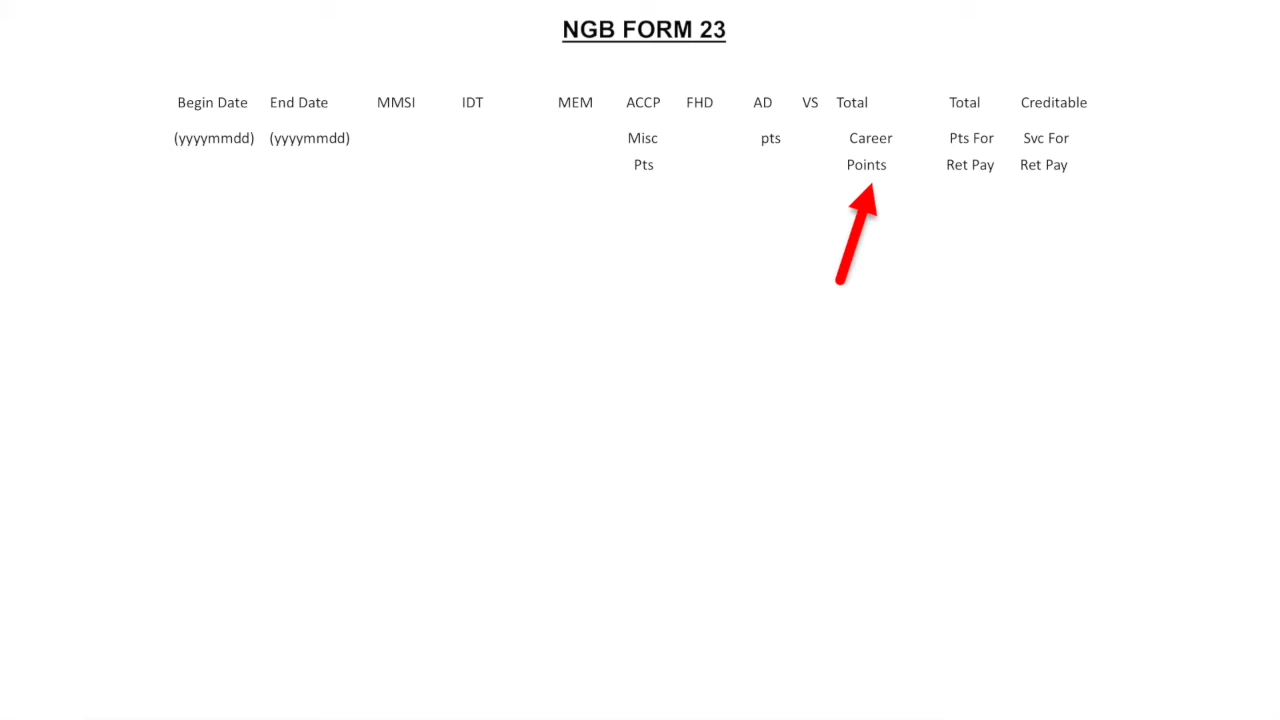 NGB FORM 23
Begin Date End Date MMSI IDT MEM ACCP FHD AD VS Total Total Creditable
(yyyymmdd) (yyyymmdd) Misc pts Career Pts For Svc For
Pts Points Ret Pay Ret Pay